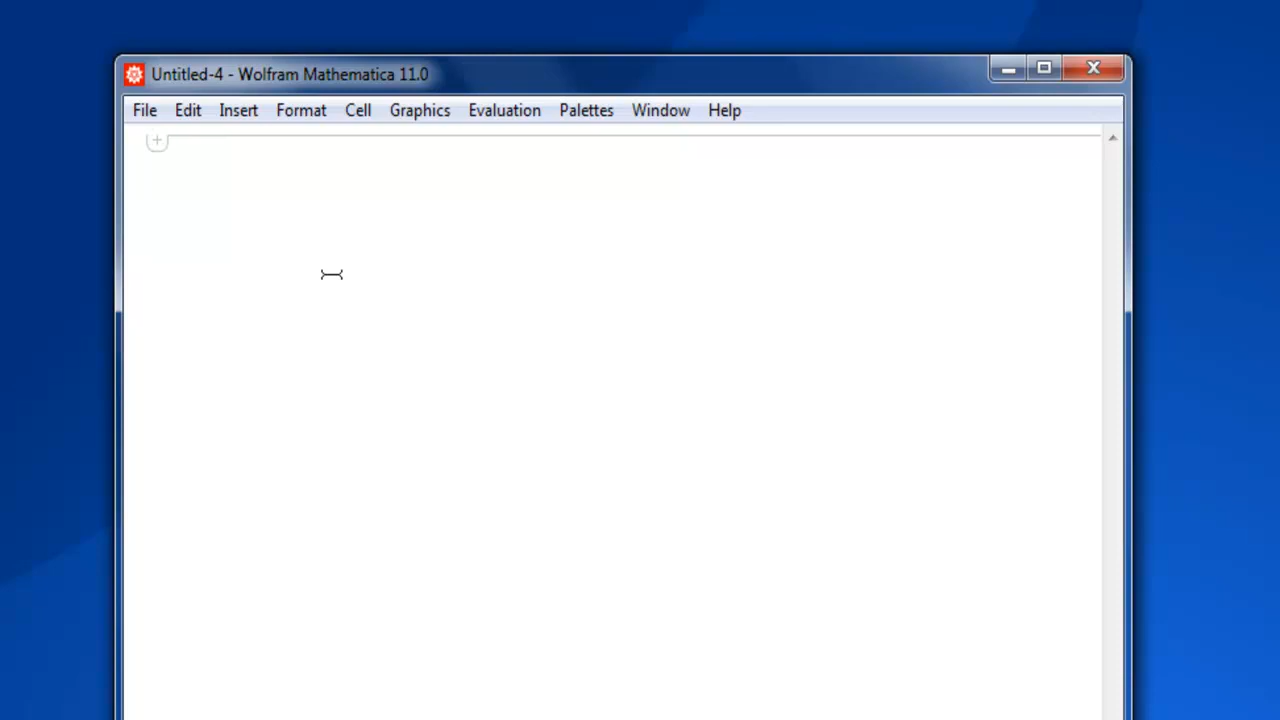 Untitled-4 - Wolfram Mathematica 11.0
File Edit Insert Format Cell Graphics Evaluation Palettes Window Help